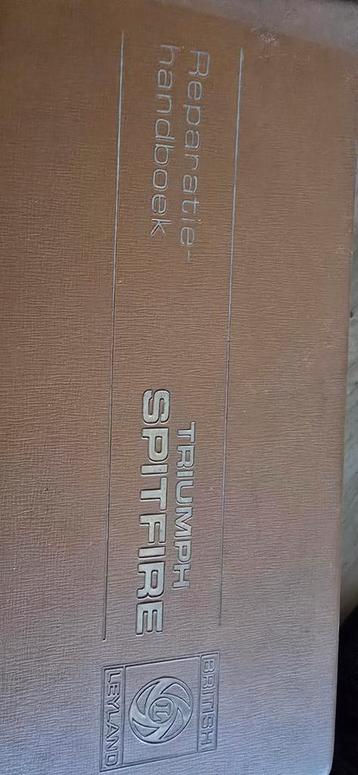 Reparatie-
handboek
TRIUMPH
SPITFIRE
BRITISH
L
LEYLAND